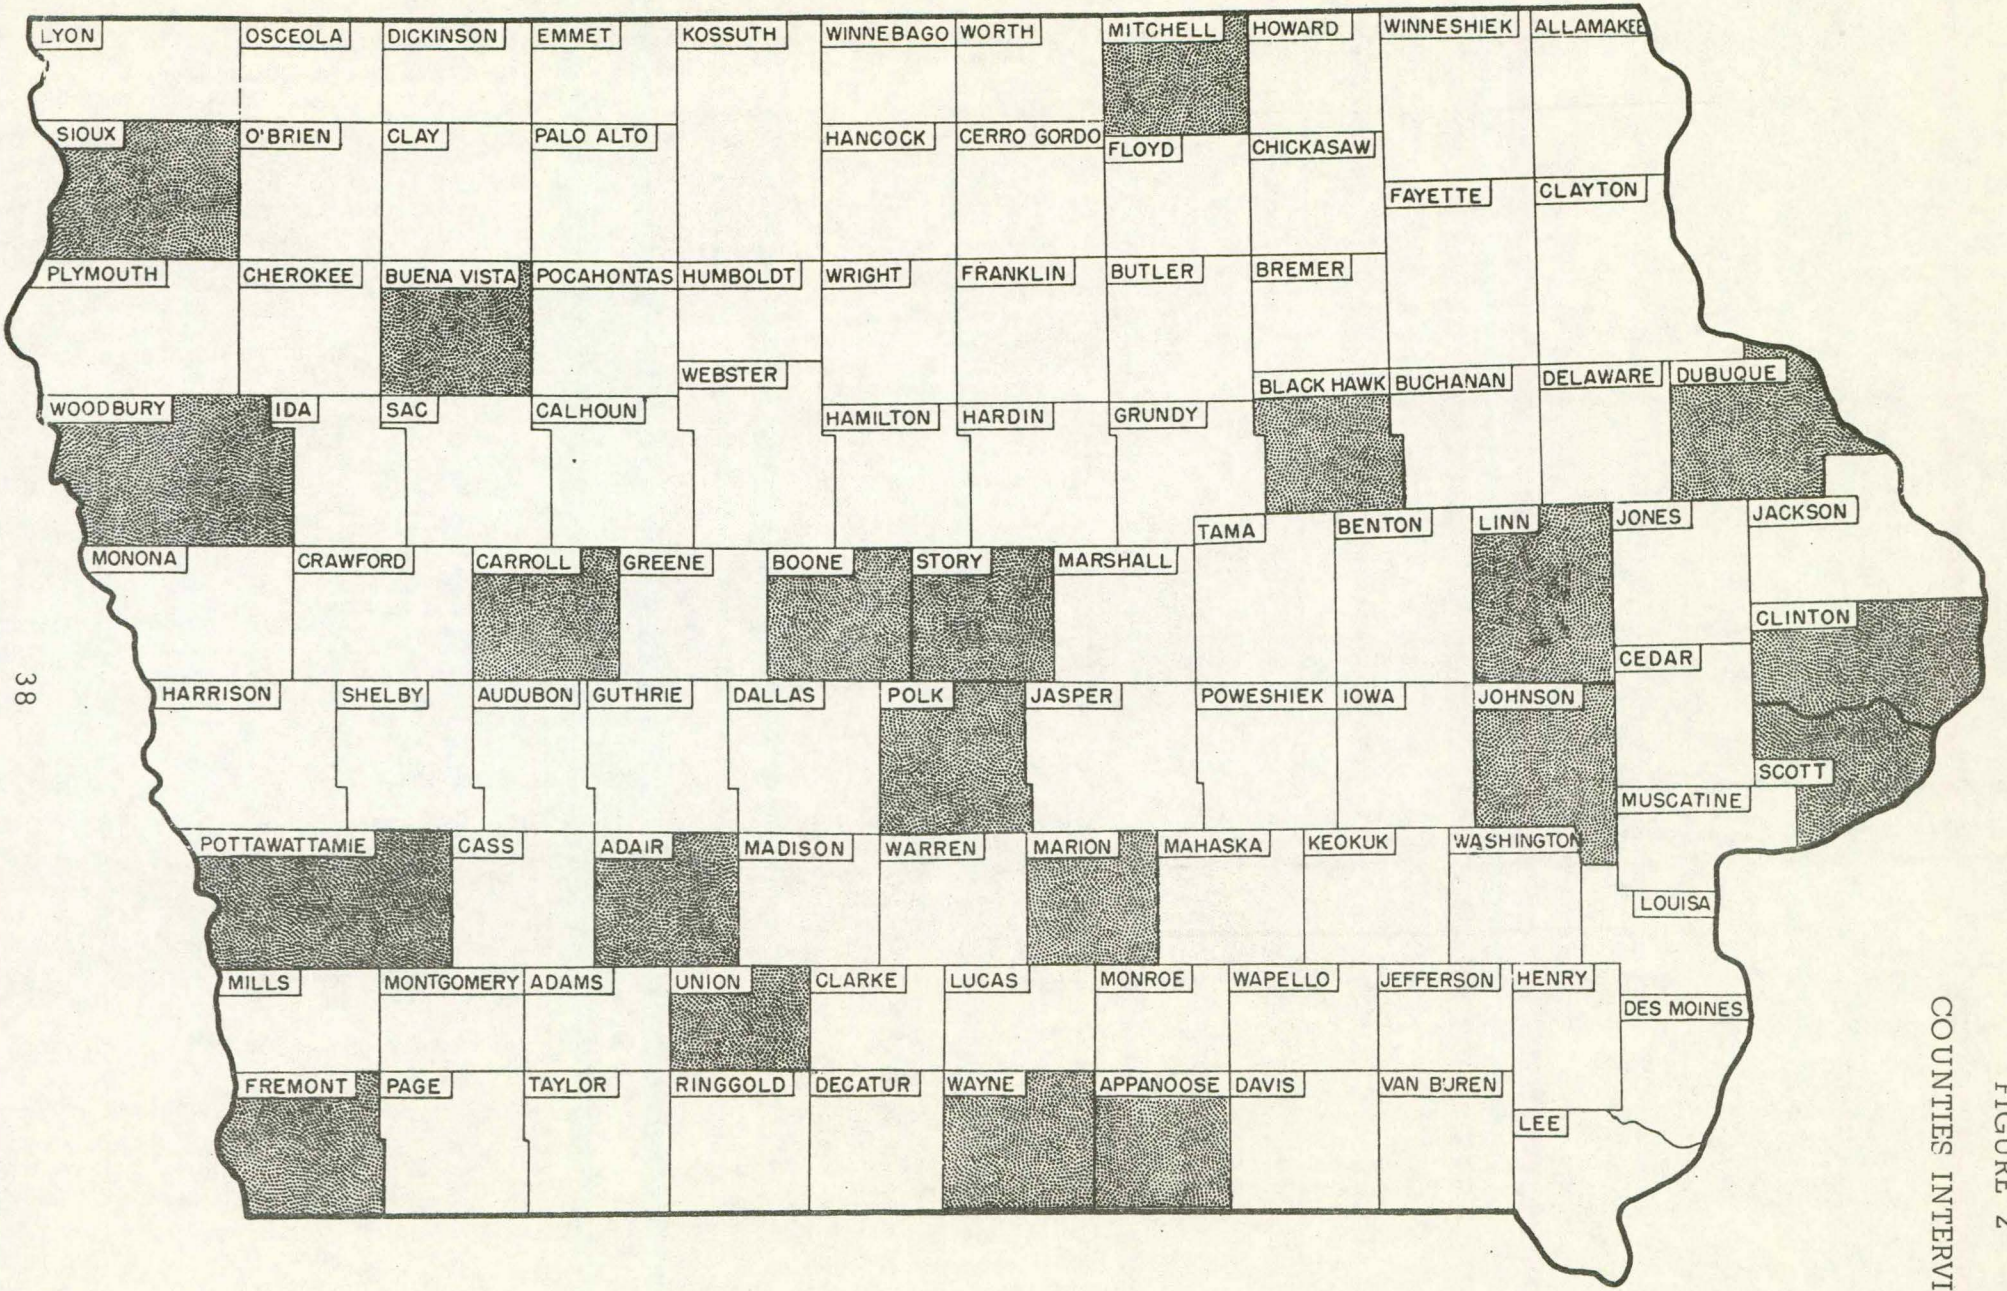 LYON
OSCEOLA
DICKINSON
EMMET
KOSSUTH
WINNEBAGO
WORTH
MITCHELL
HOWARD
WINNESHIEK
ALLAMAKEE
SIOUX
O'BRIEN
CLAY
PALO ALTO
HANCOCK
CERRO GORDO
FLOYD
CHICKASAW
FAYETTE
CLAYTON
PLYMOUTH
CHEROKEE
BUENA VISTA
POCAHONTAS
HUMBOLDT
WRIGHT
FRANKLIN
BUTLER
BREMER
WEBSTER
BLACK HAWK
BUCHANAN
DELAWARE
DUBUQUE
WOODBURY
IDA
SAC
CALHOUN
HAMILTON
HARDIN
GRUNDY
TAMA
BENTON
LINN
JONES
JACKSON
MONONA
CRAWFORD
CARROLL
GREENE
BOONE
STORY
MARSHALL
CLINTON
CEDAR
HARRISON
SHELBY
AUDUBON
GUTHRIE
DALLAS
POLK
JASPER
POWESHIEK
IOWA
JOHNSON
SCOTT
MUSCATINE
POTTAWATTAMIE
CASS
ADAIR
MADISON
WARREN
MARION
MAHASKA
KEOKUK
WASHINGTON
LOUISA
MILLS
MONTGOMERY
ADAMS
UNION
CLARKE
LUCAS
MONROE
WAPELLO
JEFFERSON
HENRY
DES MOINES
FREMONT
PAGE
TAYLOR
RINGGOLD
DECATUR
WAYNE
APPANOOSE
DAVIS
VAN BUREN
LEE
38
FIGURE 2
COUNTIES INTERVI